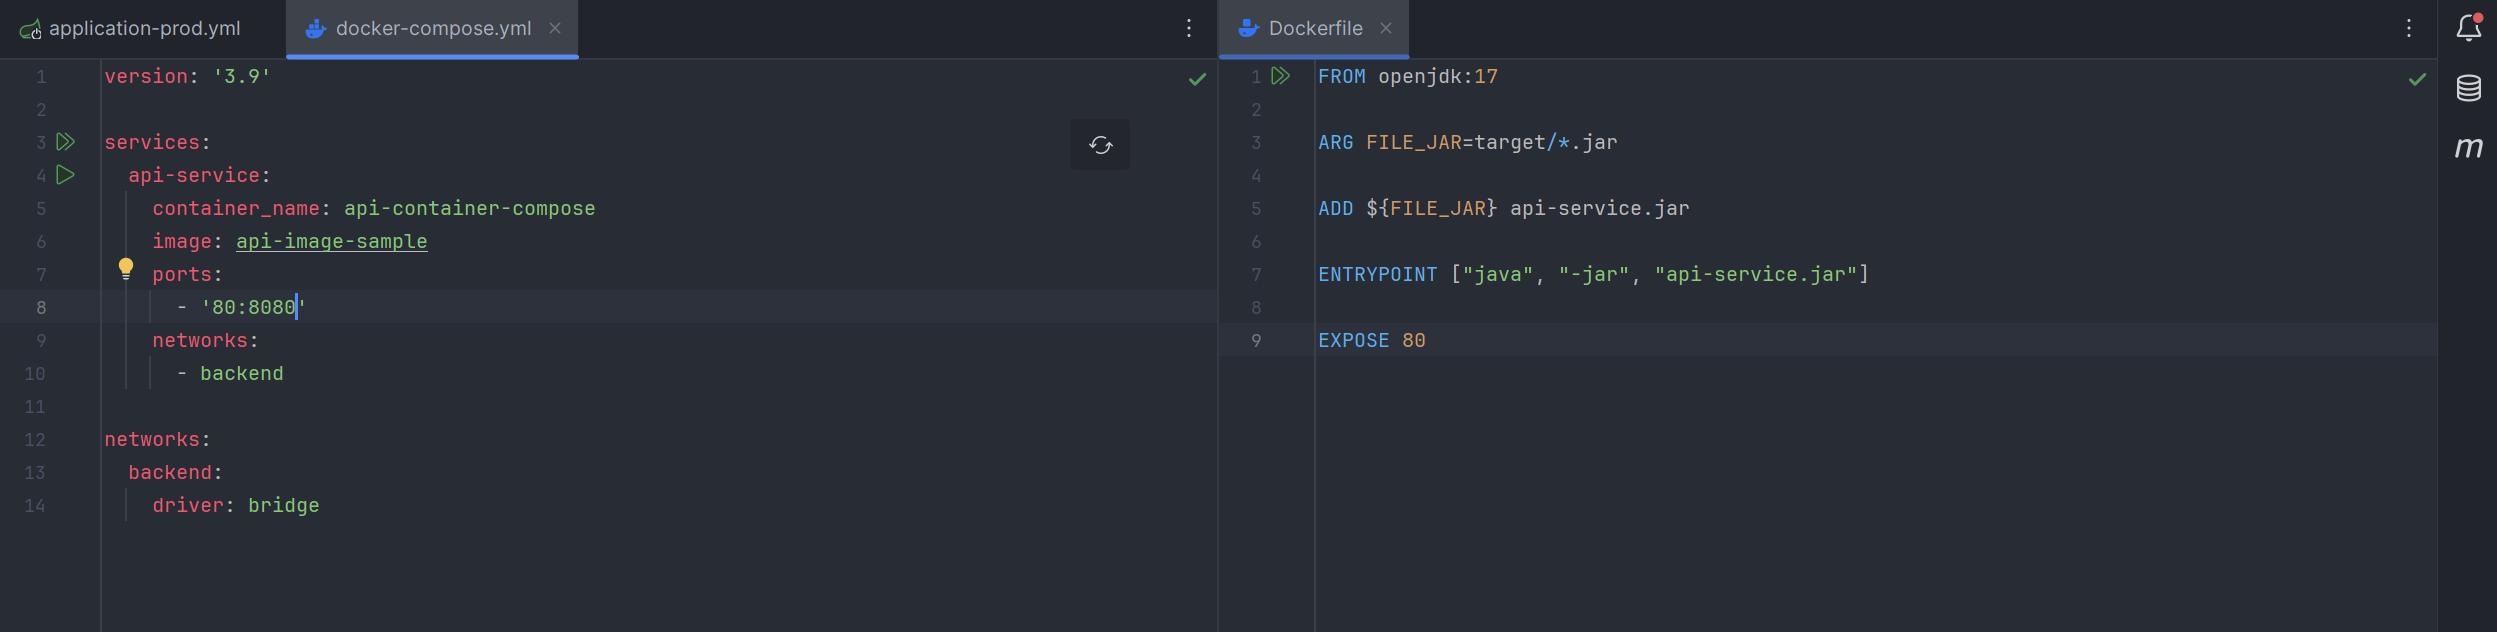 application-prod.yml
docker-compose.yml
1 version: '3.9'
2
3 services:
4 api-service:
5 container_name: api-container-compose
6 image: api-image-sample
7 ports:
8 - '80:8080'
9 networks:
10 - backend
11
12 networks:
13 backend:
14 driver: bridge
Dockerfile
1 FROM openjdk:17
2
3 ARG FILE_JAR=target/*.jar
4
5 ADD ${FILE_JAR} api-service.jar
6
7 ENTRYPOINT ["java", "-jar", "api-service.jar"]
8
9 EXPOSE 80
m